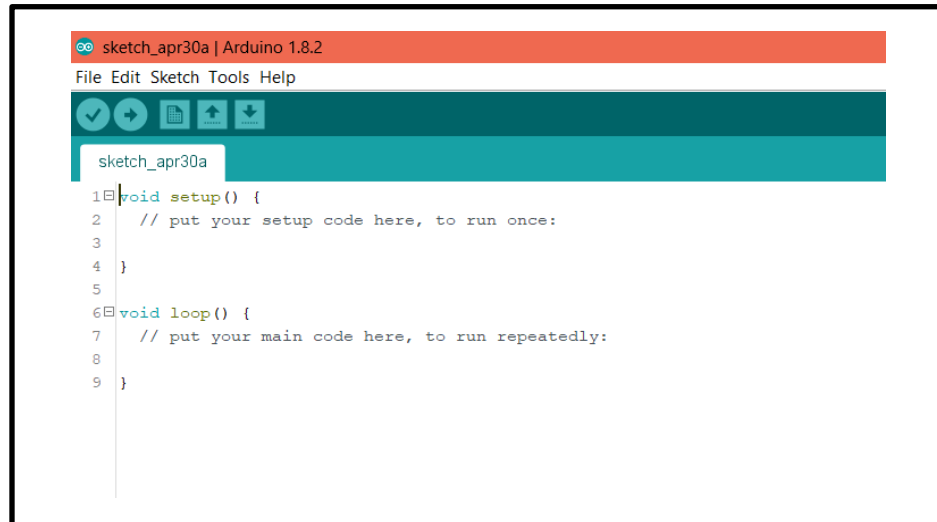 sketch_apr30a | Arduino 1.8.2
File Edit Sketch Tools Help
sketch_apr30a
1 void setup() {
2   // put your setup code here, to run once:
3
4 }
5
6 void loop() {
7   // put your main code here, to run repeatedly:
8
9 }